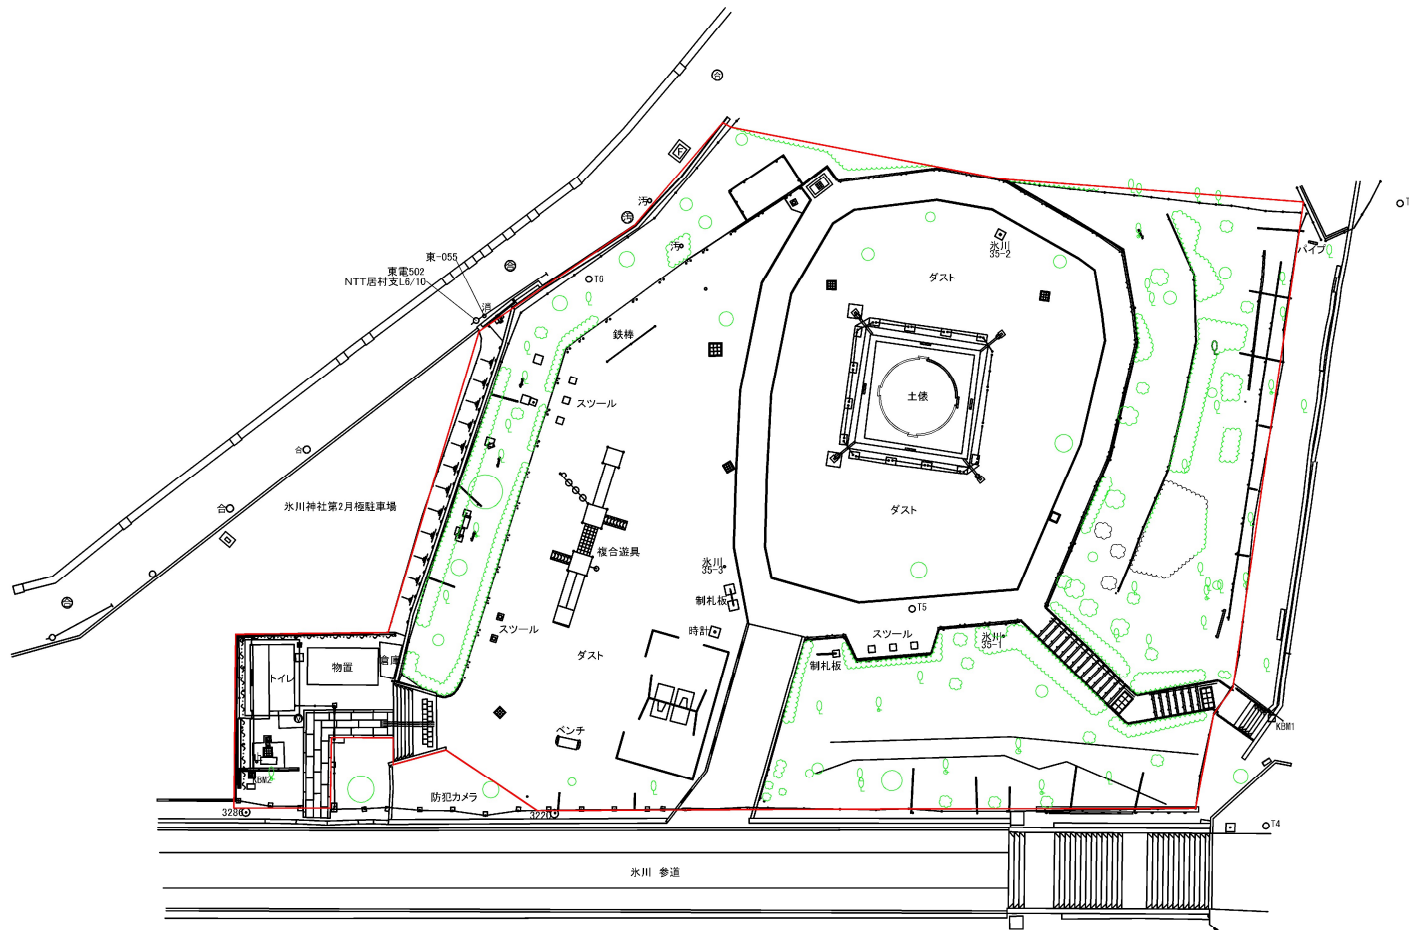 汚
汚
汚
パイプ
東-055
東電502
NTT居村支L6/10
消
T6
氷川
35-2
ダスト
鉄棒
スツール
土俵
合
氷川神社第2月極駐車場
合
ダスト
複合遊具
氷川
35-3
制札板
T5
時計
スツール
スツール
氷川
35-1
制札板
ダスト
倉庫
物置
トイレ
KBM1
ベンチ
KBM2
防犯カメラ
3286
3220
T4
氷川 参道